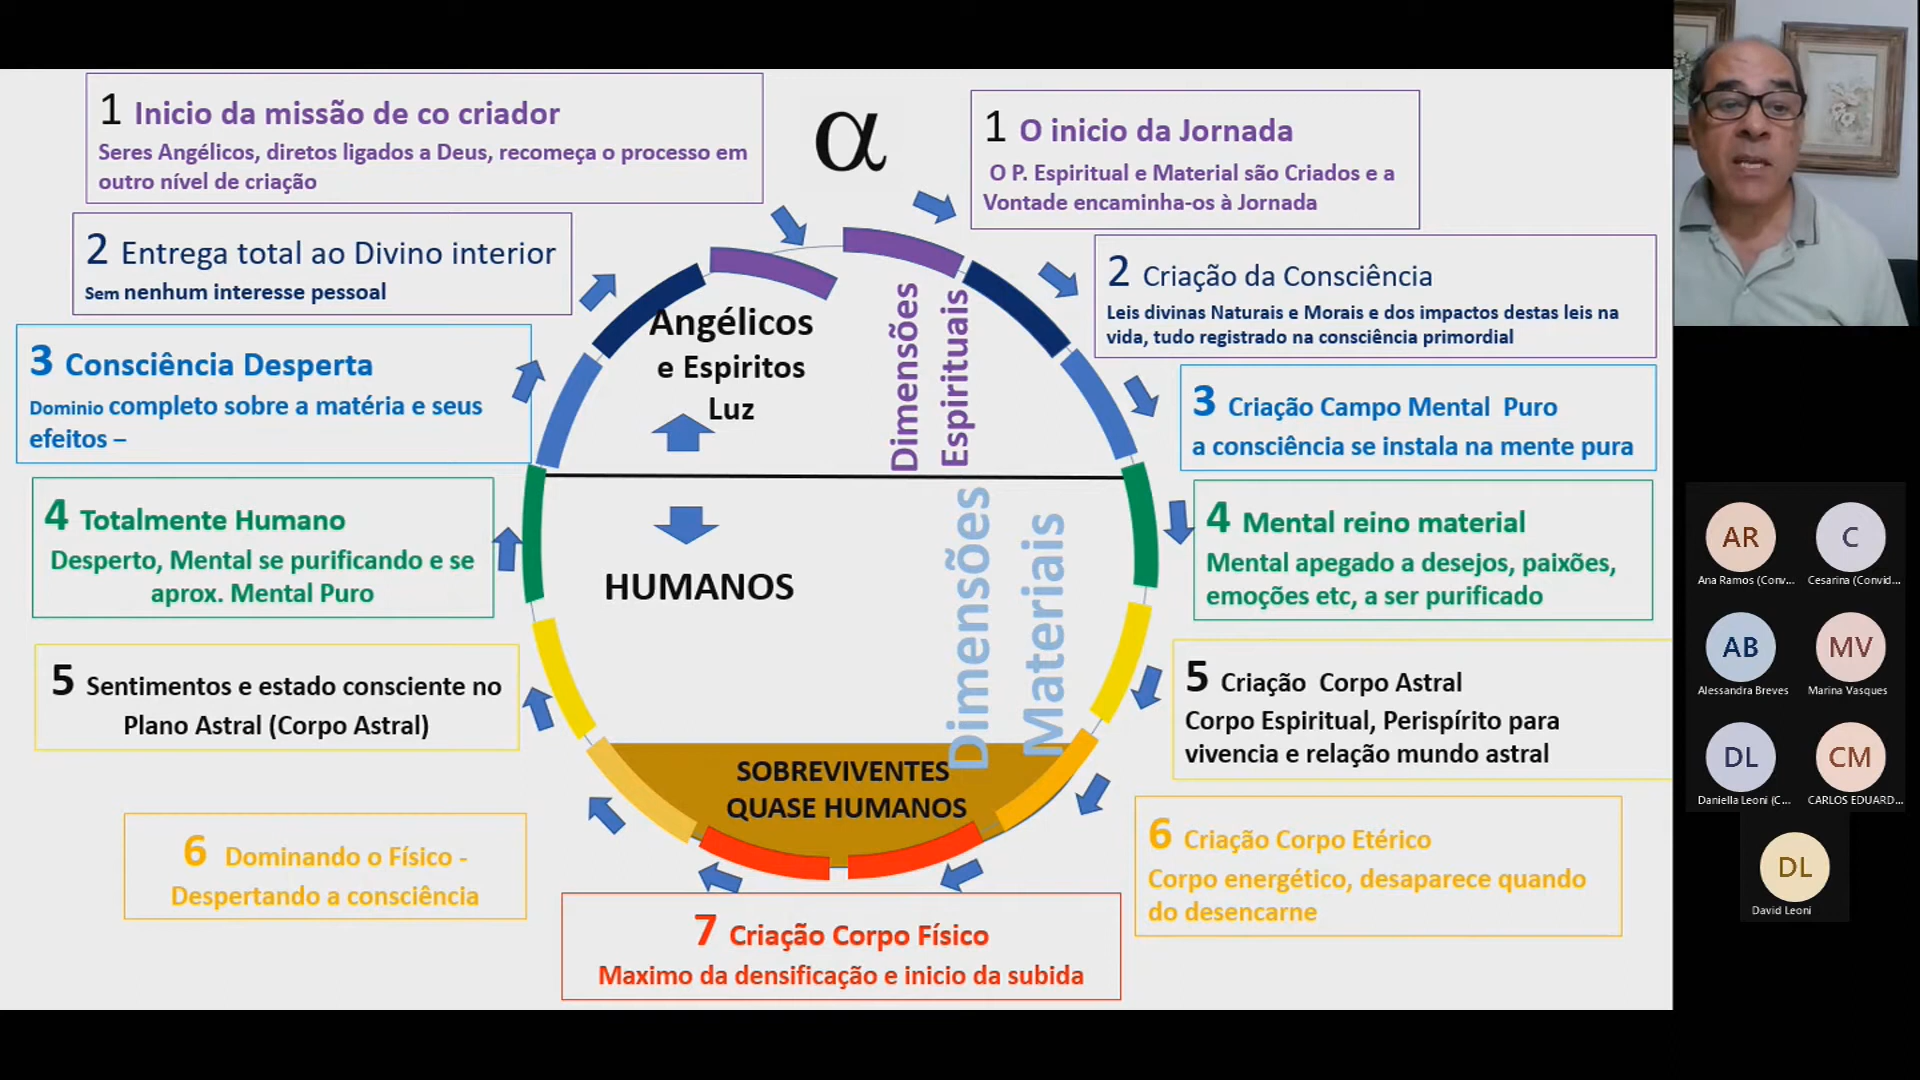 1 Inicio da missão de co criador
Seres Angélicos, diretos ligados a Deus, recomeça o processo em
outro nível de criação
α
1 O inicio da Jornada
O P. Espiritual e Material são Criados e a
Vontade encaminha-os à Jornada
2 Entrega total ao Divino interior
Sem nenhum interesse pessoal
2 Criação da Consciência
Leis divinas Naturais e Morais e dos impactos destas leis na
vida, tudo registrado na consciência primordial
3 Consciência Desperta
Dominio completo sobre a matéria e seus
efeitos –
Angélicos
e Espiritos
Luz
Dimensões
Espirituais
3 Criação Campo Mental Puro
a consciência se instala na mente pura
4 Totalmente Humano
Desperto, Mental se purificando e se
aprox. Mental Puro
HUMANOS
Dimensões
Materiais
4 Mental reino material
Mental apegado a desejos, paixões,
emoções etc, a ser purificado
5 Sentimentos e estado consciente no
Plano Astral (Corpo Astral)
5 Criação Corpo Astral
Corpo Espiritual, Perispírito para
vivencia e relação mundo astral
SOBREVIVENTES
QUASE HUMANOS
6 Dominando o Físico -
Despertando a consciência
6 Criação Corpo Etérico
Corpo energético, desaparece quando
do desencarne
7 Criação Corpo Físico
Maximo da densificação e inicio da subida
AR
C
Ana Ramos (Conv...
Cesarina (Convid...
AB
MV
Alessandra Breves
Marina Vasques
DL
CM
Daniella Leoni (C...
CARLOS EDUARD...
DL
David Leoni